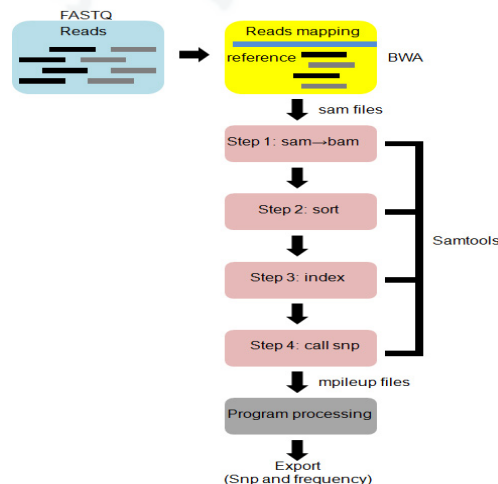 FASTQ
Reads
Reads mapping
reference
BWA
sam files
Step 1: sam→bam
Step 2: sort
Samtools
Step 3: index
Step 4: call snp
mpileup files
Program processing
Export
(Snp and frequency)